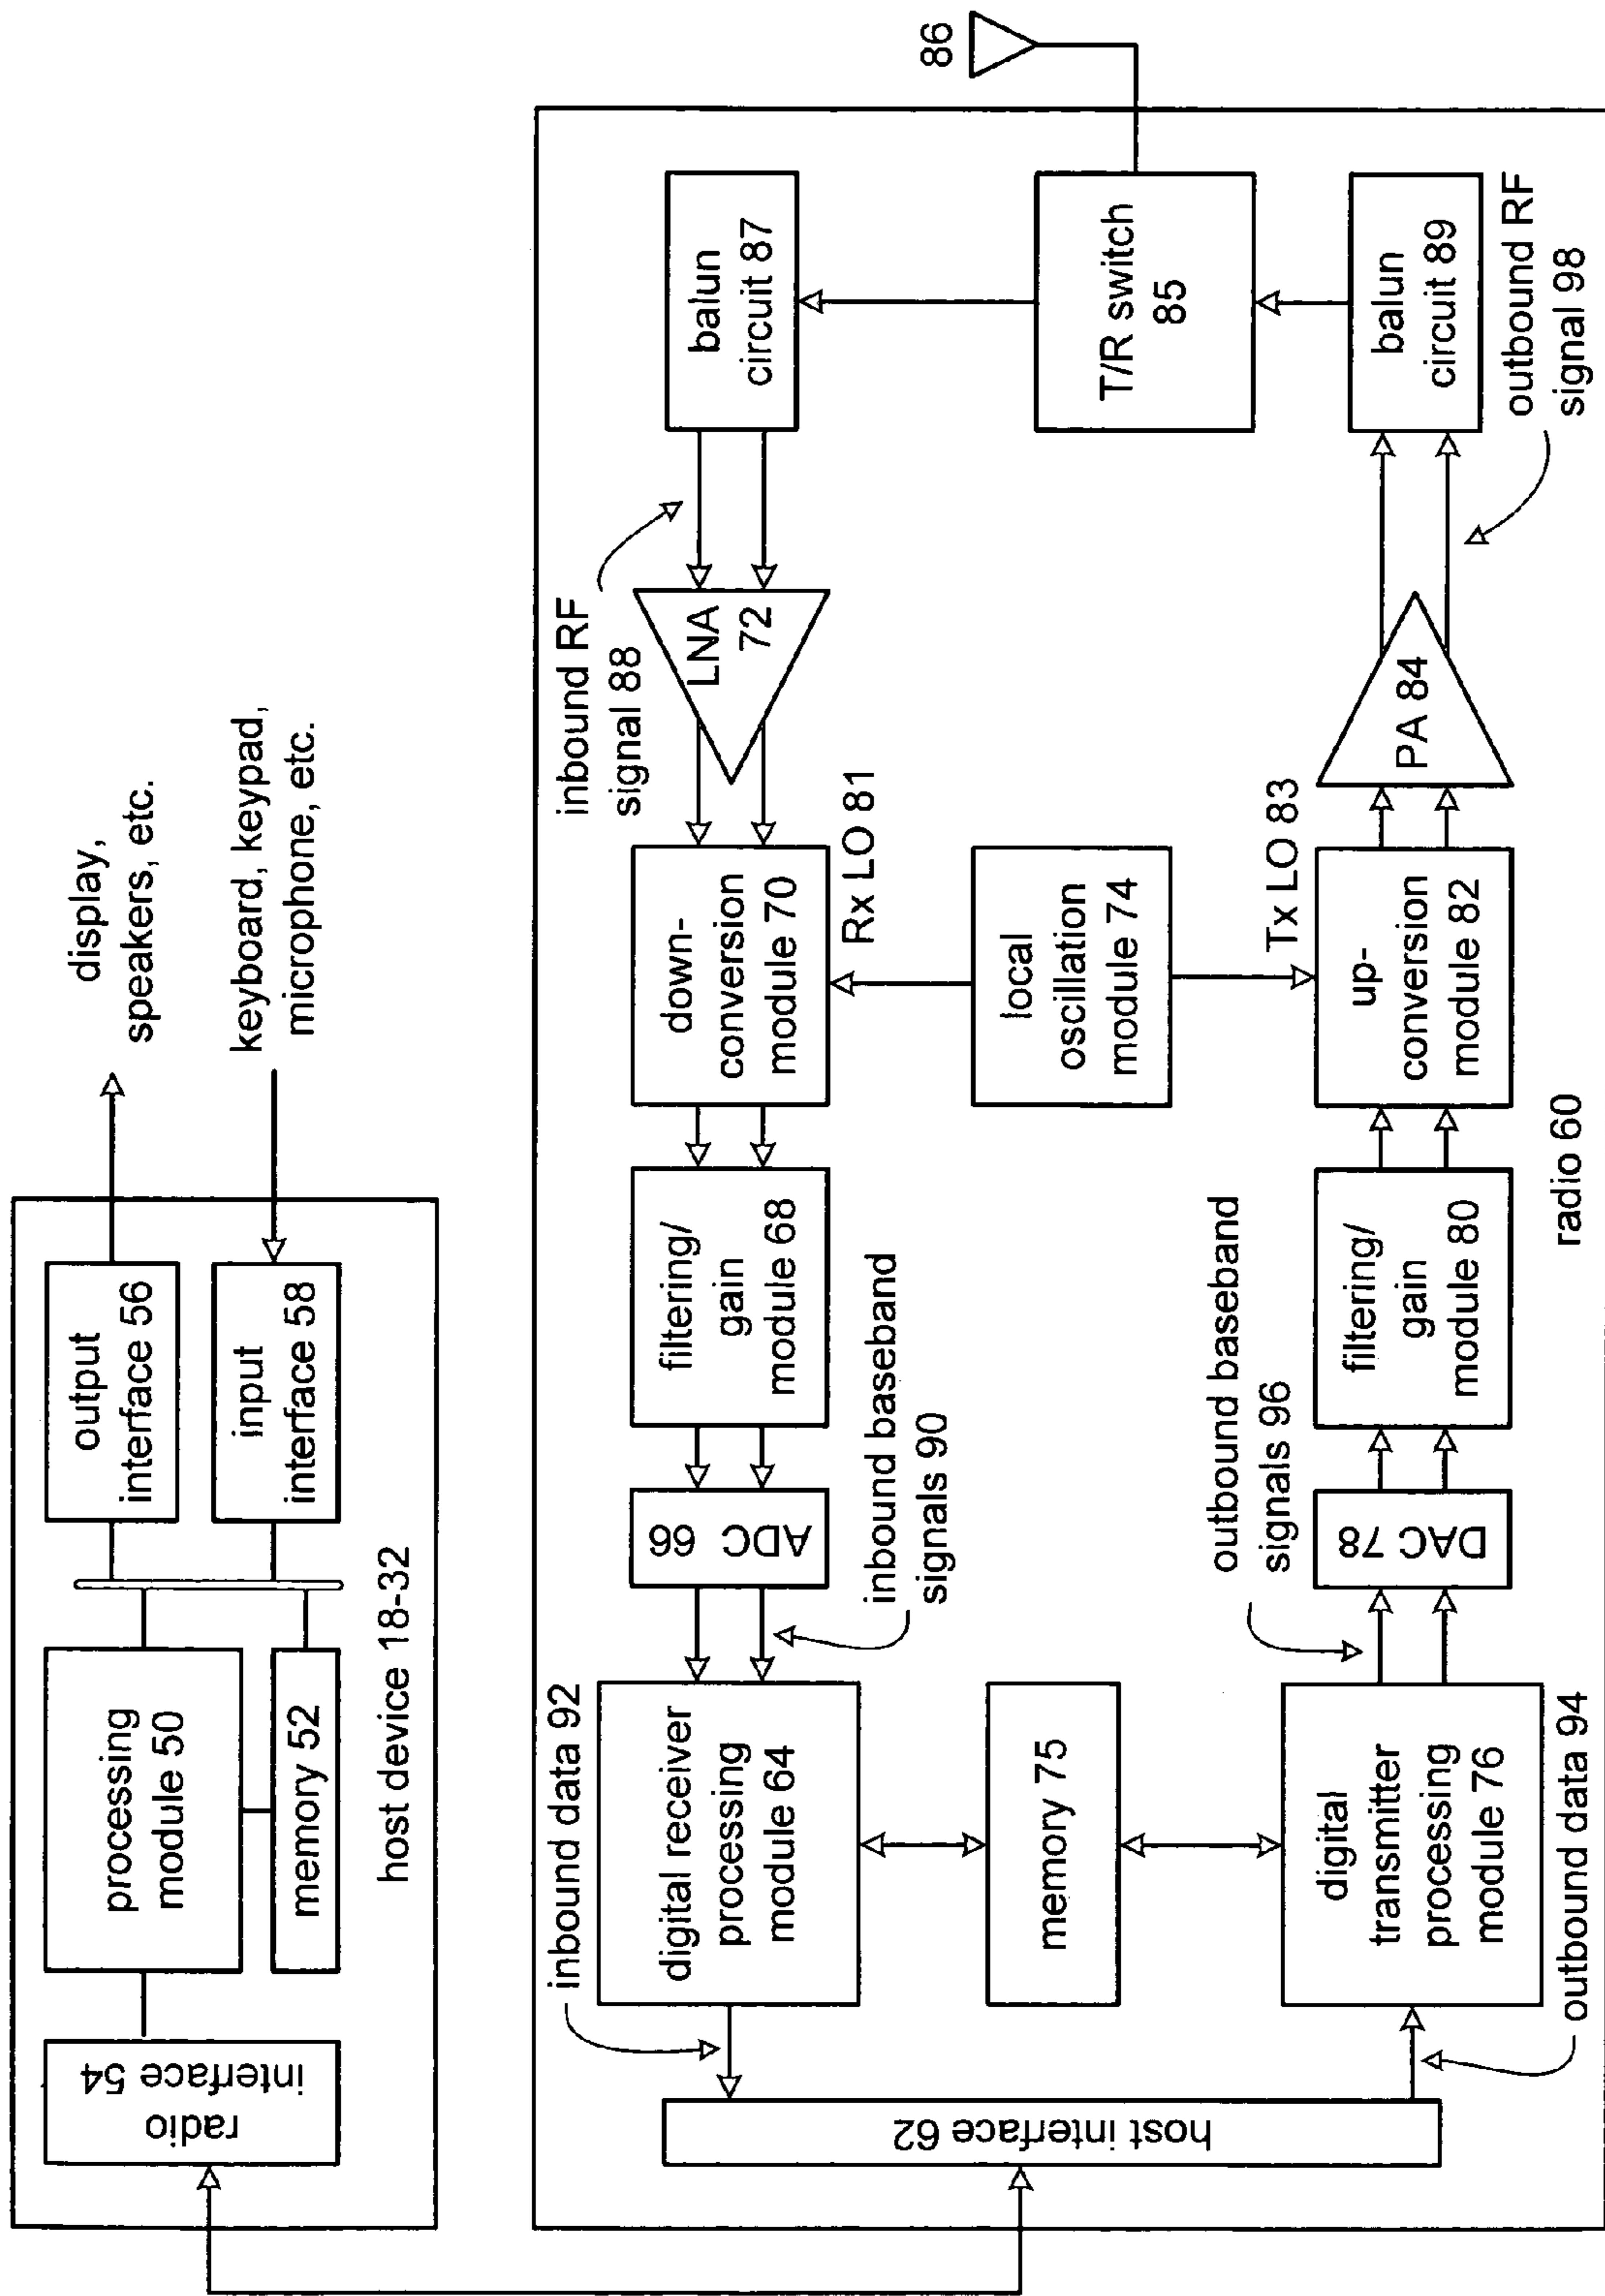 radio
interface 54
processing
module 50
memory 52
output
interface 56
input
interface 58
display,
speakers, etc.
keyboard, keypad,
microphone, etc.
host device 18-32
host interface 62
inbound data 92
digital receiver
processing
module 64
ADC 66
inbound baseband
signals 90
filtering/
gain
module 68
down-
conversion
module 70
Rx LO 81
LNA
72
inbound RF
signal 88
balun
circuit 87
86
memory 75
local
oscillation
module 74
T/R switch
85
outbound data 94
digital
transmitter
processing
module 76
outbound baseband
signals 96
DAC 78
filtering/
gain
module 80
Tx LO 83
up-
conversion
module 82
PA 84
balun
circuit 89
outbound RF
signal 98
radio 60